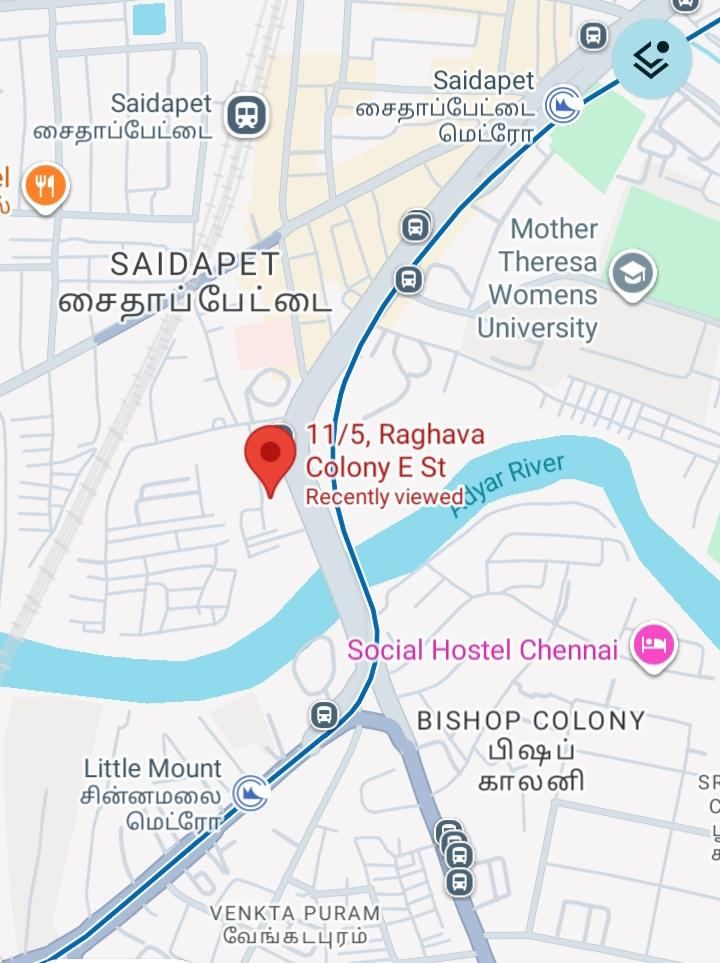 Saidapet
சைதாப்பேட்டை
Saidapet
சைதாப்பேட்டை
மெட்ரோ
Mother
Theresa
Womens
University
SAIDAPET
சைதாப்பேட்டை
11/5, Raghava
Colony E St
Recently viewed
Adyar River
Social Hostel Chennai
BISHOP COLONY
பிஷப்
காலனி
Little Mount
சின்னமலை
மெட்ரோ
VENKTA PURAM
வேங்கடபுரம்